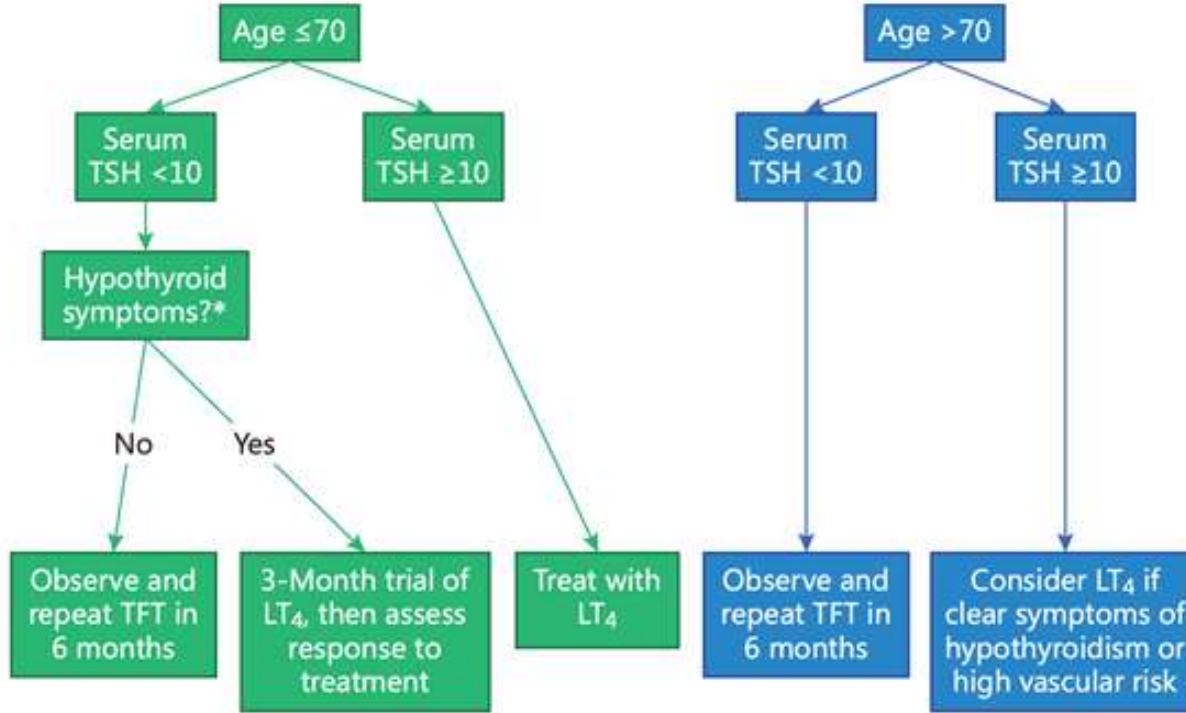 Age ≤70
Serum
TSH <10
Serum
TSH ≥10
Hypothyroid
symptoms?*
No
Yes
Observe and
repeat TFT in
6 months
3-Month trial of
LT₄, then assess
response to
treatment
Treat with
LT₄
Age >70
Serum
TSH <10
Serum
TSH ≥10
Observe and
repeat TFT in
6 months
Consider LT₄ if
clear symptoms of
hypothyroidism or
high vascular risk